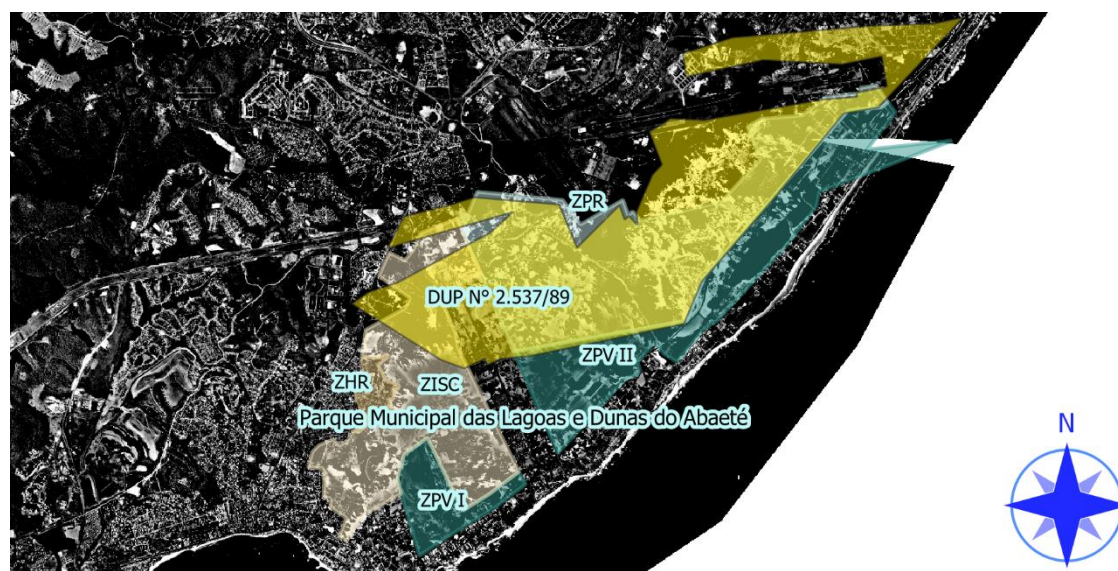 ZPR
DUP Nº 2.537/89
ZPV II
ZHR
ZISC
Parque Municipal das Lagoas e Dunas do Abaeté
ZPV I
N